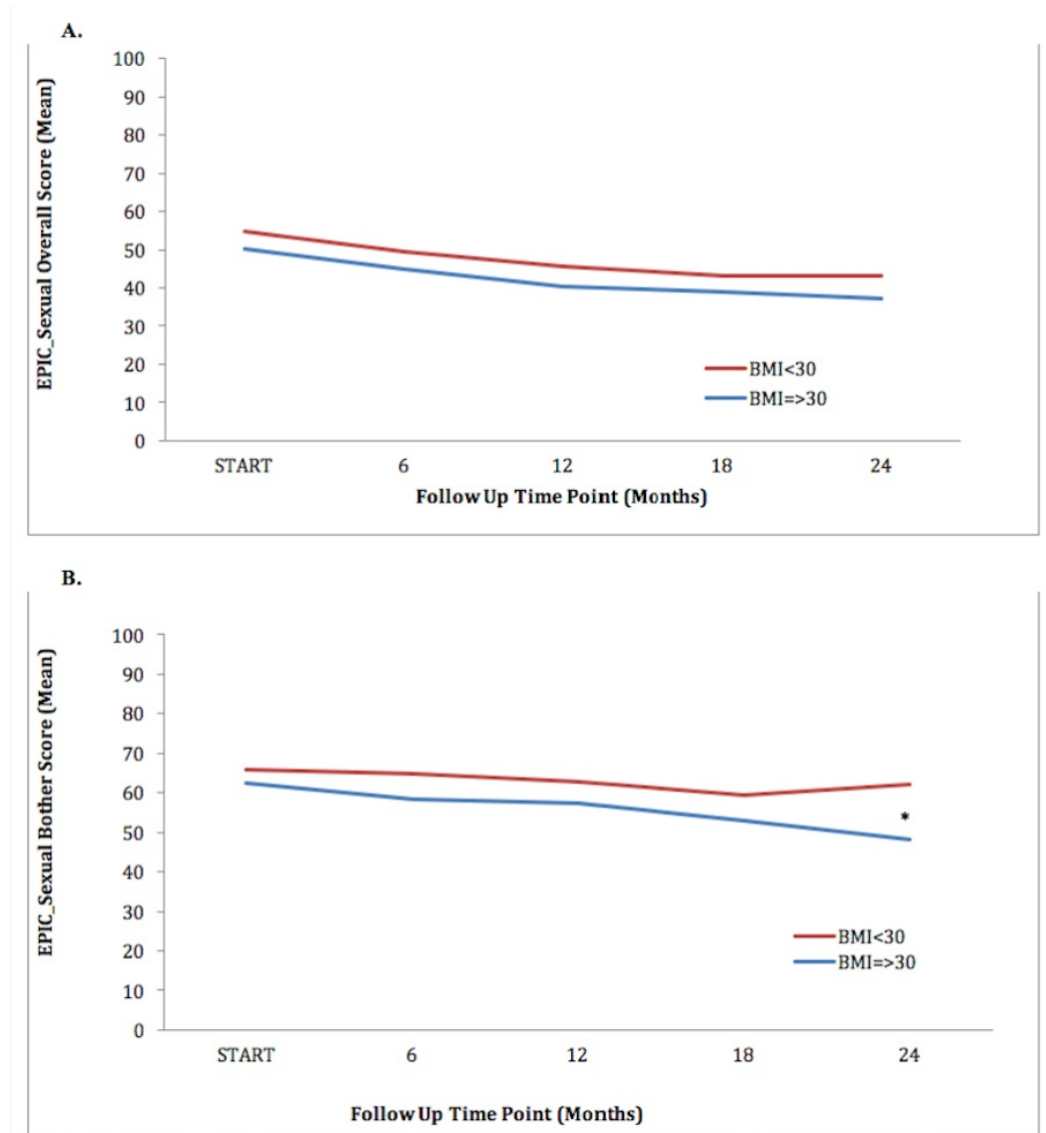 A.
EPIC_Sexual Overall Score (Mean)
100
90
80
70
60
50
40
30
20
10
0
BMI<30
BMI=>30
START 6 12 18 24
Follow Up Time Point (Months)
B.
EPIC_Sexual Bother Score (Mean)
100
90
80
70
60
50
40
30
20
10
0
*
BMI<30
BMI=>30
START 6 12 18 24
Follow Up Time Point (Months)